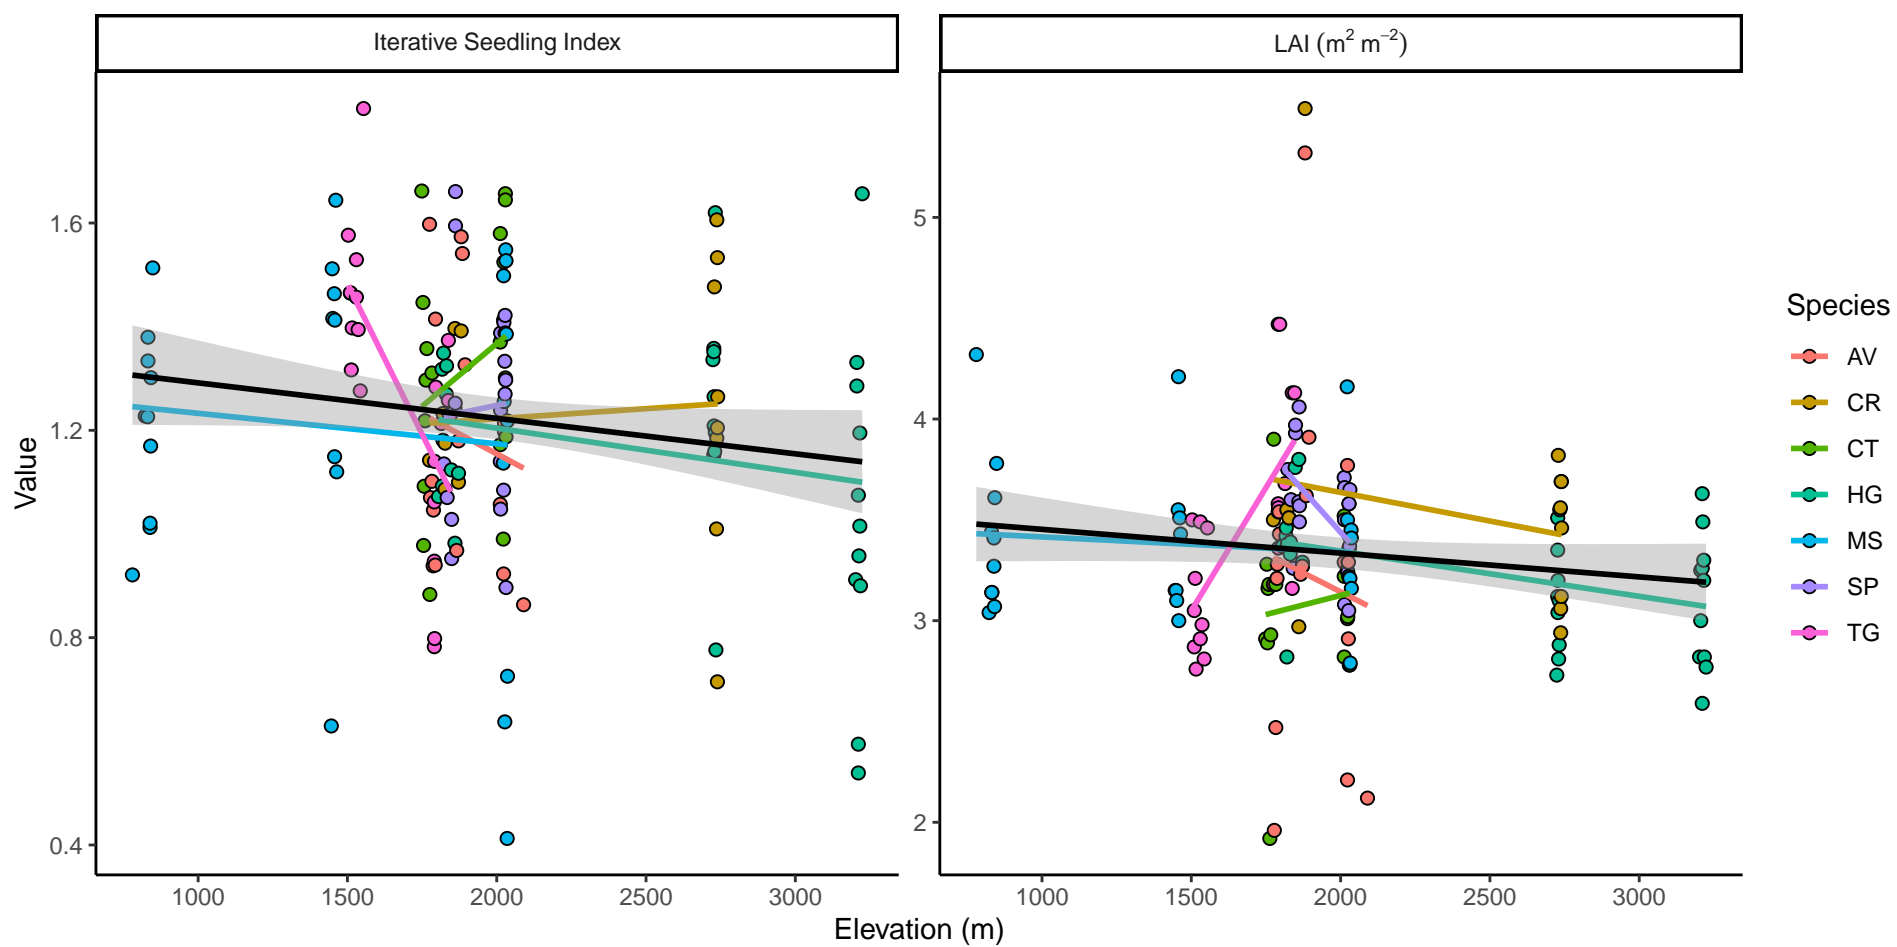 Iterative Seedling Index
LAI (m² m⁻²)
Value
1.6
1.2
0.8
0.4
5
4
3
2
1000 1500 2000 2500 3000
1000 1500 2000 2500 3000
Elevation (m)
Species
AV
CR
CT
HG
MS
SP
TG